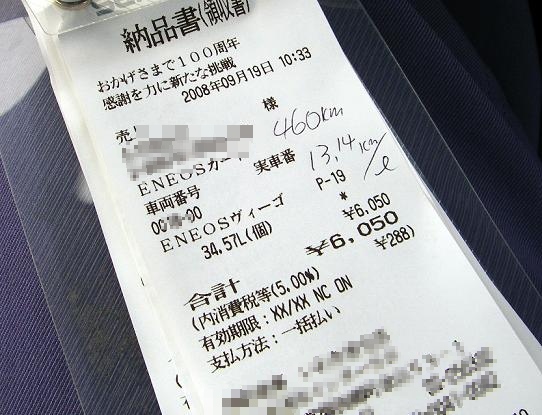 納品書(領収書)
おかげさまで100周年
感謝を力に新たな挑戦
2008年09月19日 10:33
様
売上
460km
ENEOSカード
13.14km/ℓ
車両番号 実車番
00 00 P-19
ENEOSヴィーゴ *
34.57L(個) ¥6,050
合計 ¥6,050
(内消費税等(5.00%) ¥288)
有効期限:XX/XX NC ON
支払方法:一括払い